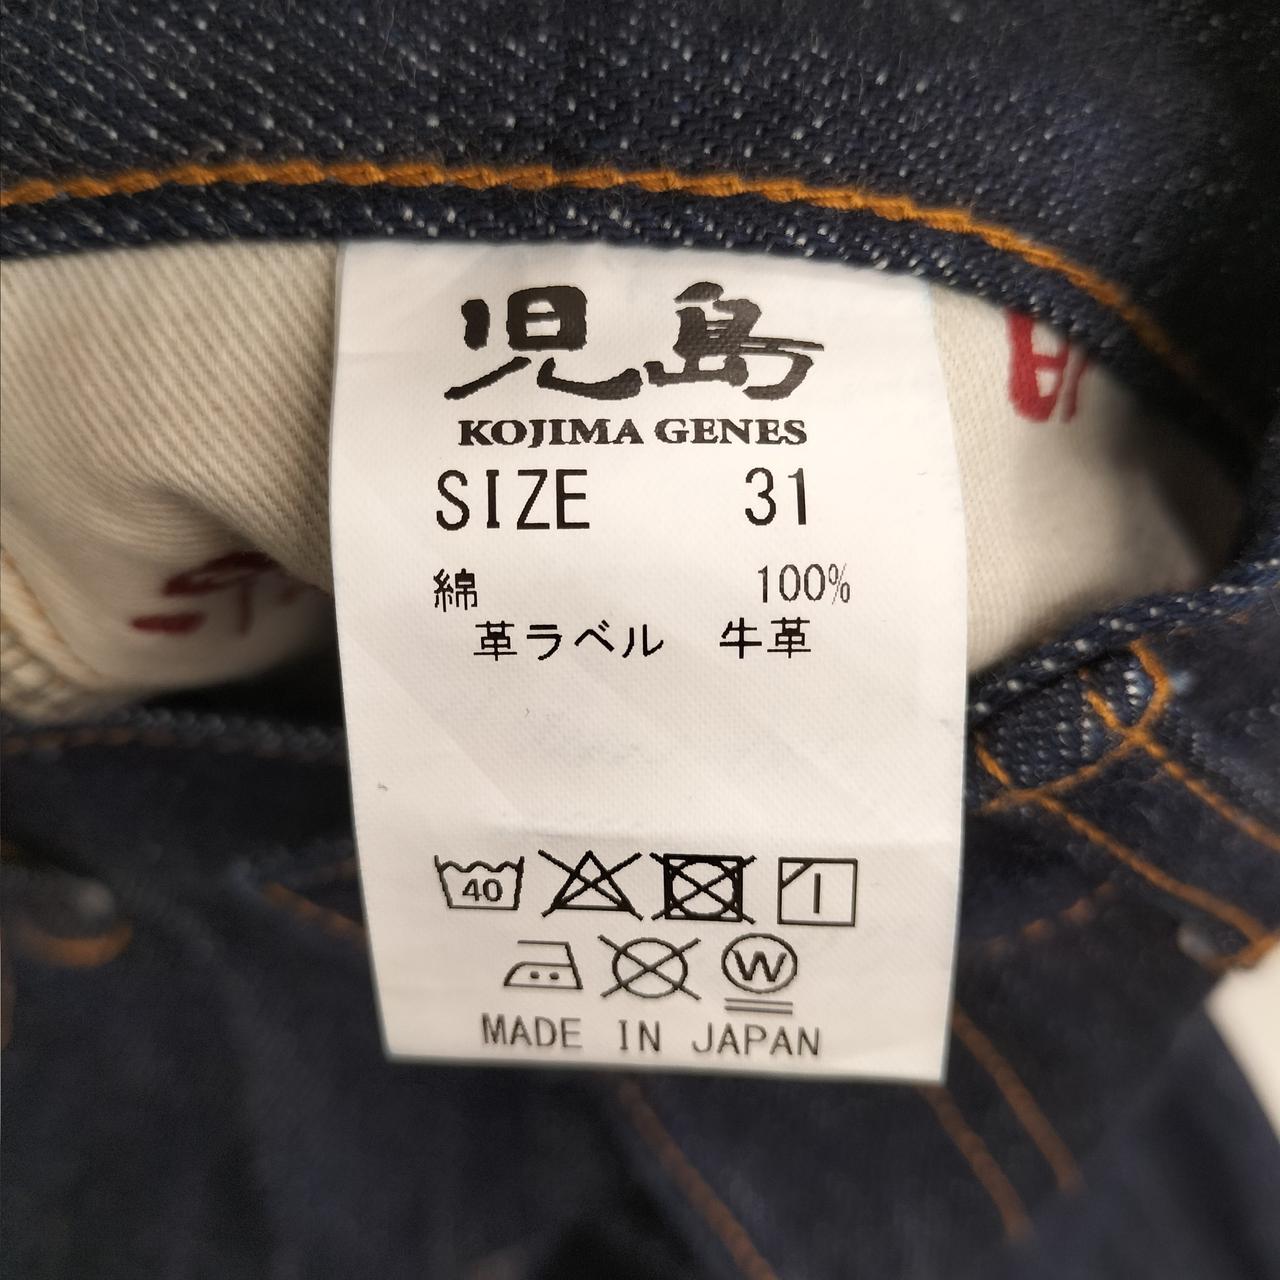 児島
KOJIMA GENES
SIZE 31
綿 100%
革ラベル 牛革
40
W
MADE IN JAPAN